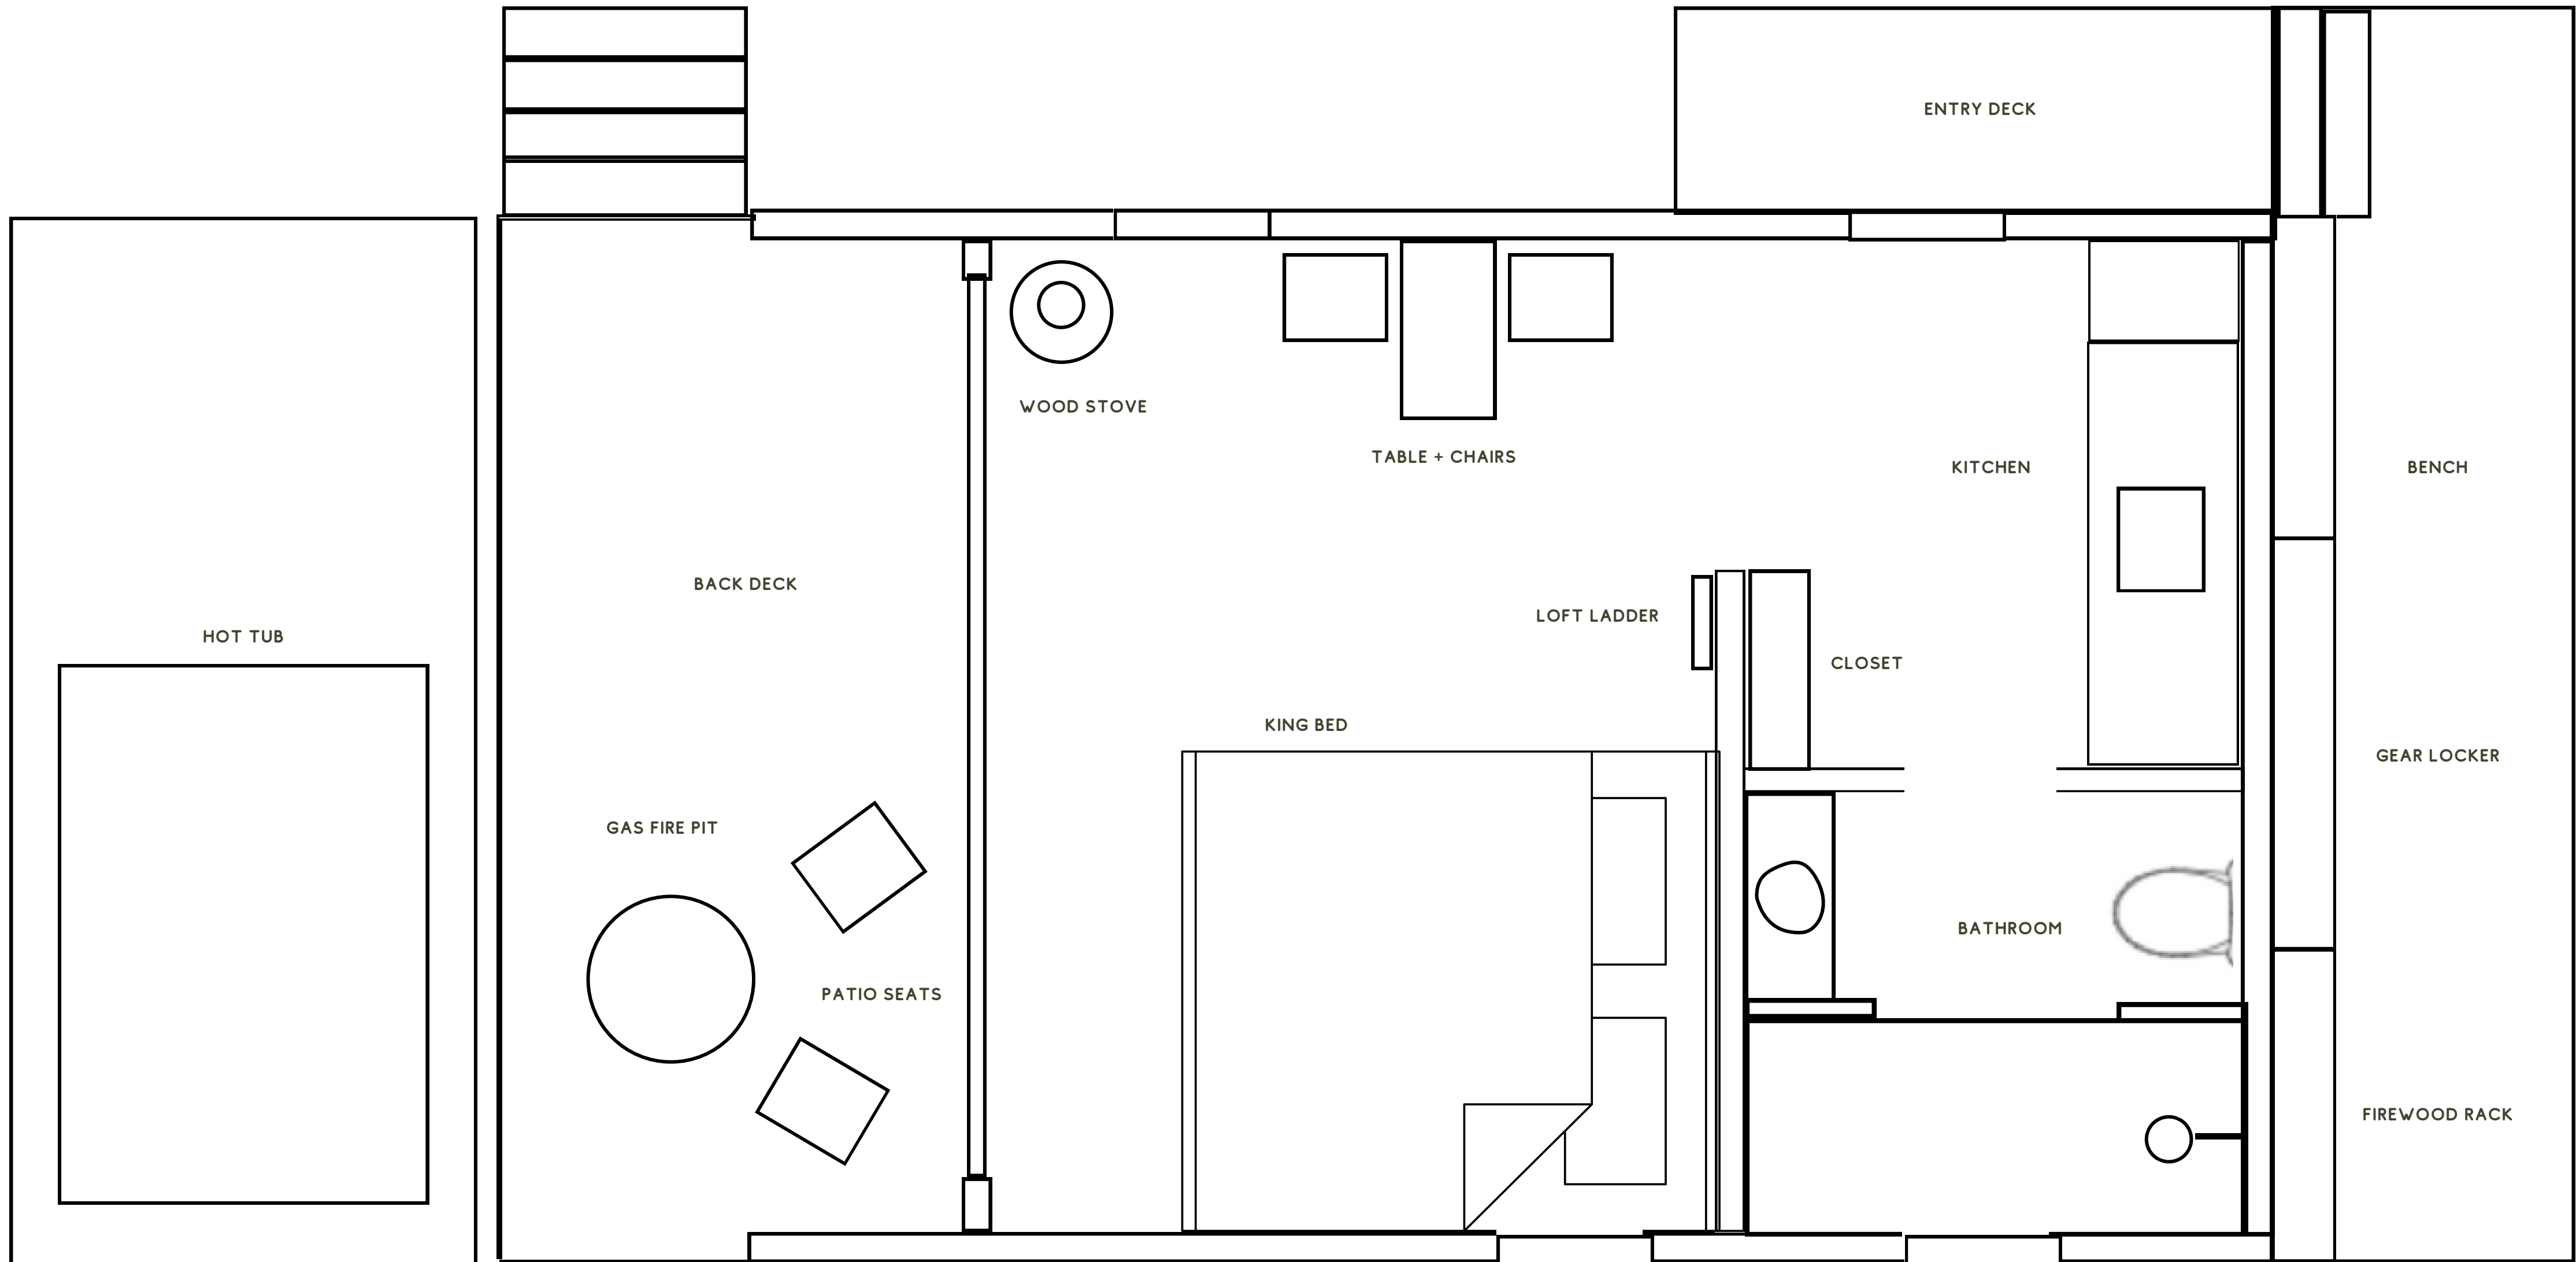 ENTRY DECK
WOOD STOVE
TABLE + CHAIRS
KITCHEN
BENCH
BACK DECK
LOFT LADDER
HOT TUB
CLOSET
KING BED
GEAR LOCKER
GAS FIRE PIT
BATHROOM
PATIO SEATS
FIREWOOD RACK